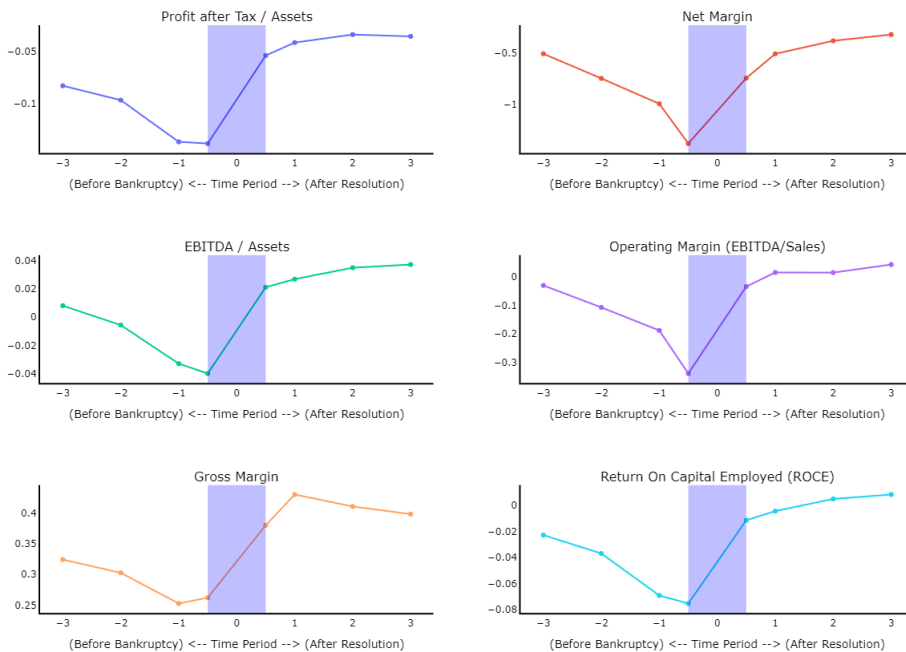 Profit after Tax / Assets
−0.05
−0.1
−3 −2 −1 0 1 2 3
(Before Bankruptcy) <-- Time Period --> (After Resolution)
Net Margin
−0.5
−1
−3 −2 −1 0 1 2 3
(Before Bankruptcy) <-- Time Period --> (After Resolution)
EBITDA / Assets
0.04
0.02
0
−0.02
−0.04
−3 −2 −1 0 1 2 3
(Before Bankruptcy) <-- Time Period --> (After Resolution)
Operating Margin (EBITDA/Sales)
0
−0.1
−0.2
−0.3
−3 −2 −1 0 1 2 3
(Before Bankruptcy) <-- Time Period --> (After Resolution)
Gross Margin
0.4
0.35
0.3
0.25
−3 −2 −1 0 1 2 3
(Before Bankruptcy) <-- Time Period --> (After Resolution)
Return On Capital Employed (ROCE)
0
−0.02
−0.04
−0.06
−0.08
−3 −2 −1 0 1 2 3
(Before Bankruptcy) <-- Time Period --> (After Resolution)